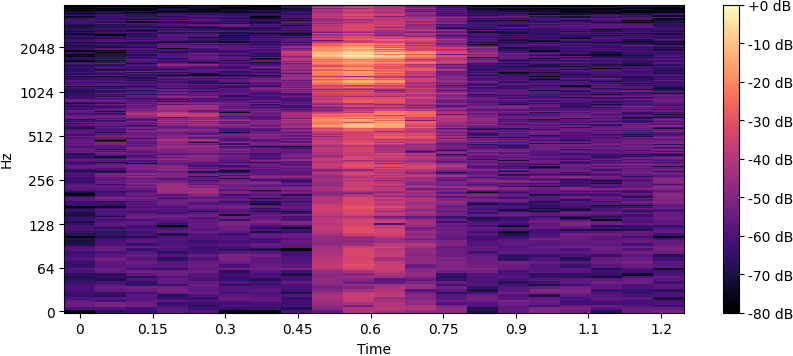 +0 dB
2048
-10 dB
1024
-20 dB
512
-30 dB
Hz
256
-40 dB
128
-50 dB
64
-60 dB
-70 dB
0
-80 dB
0 0.15 0.3 0.45 0.6 0.75 0.9 1.1 1.2
Time